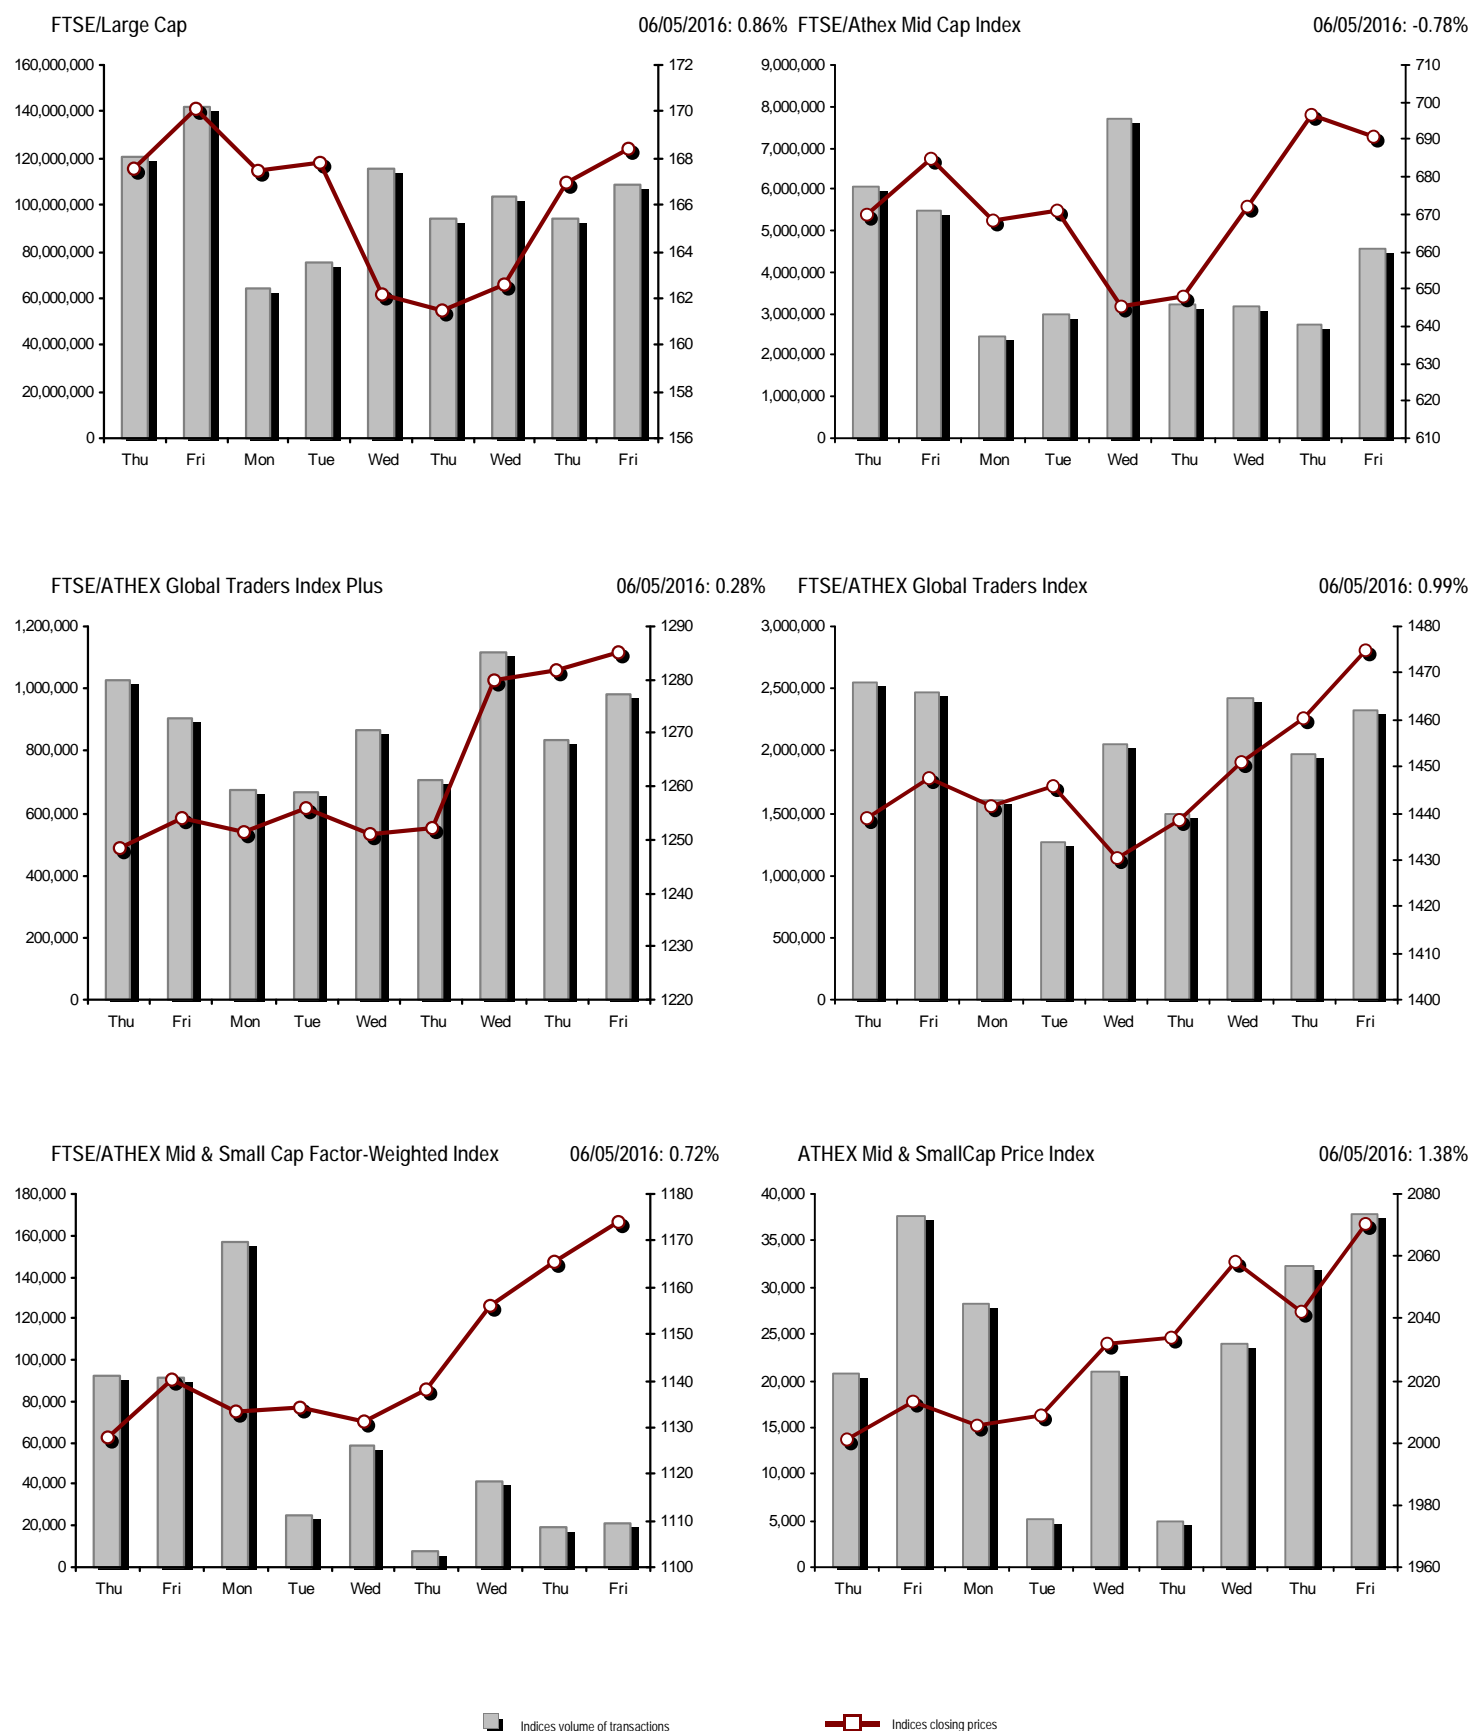 FTSE/Large Cap 06/05/2016: 0.86% FTSE/Athex Mid Cap Index 06/05/2016: -0.78%
160,000,000 172 9,000,000 710
140,000,000 170 8,000,000 700
120,000,000 168 7,000,000 690
100,000,000 166 6,000,000 680
80,000,000 164 5,000,000 670
60,000,000 162 4,000,000 660
40,000,000 160 3,000,000 650
20,000,000 158 2,000,000 640
0 156 1,000,000 630
0 620
610
Thu Fri Mon Tue Wed Thu Wed Thu Fri Thu Fri Mon Tue Wed Thu Wed Thu Fri
FTSE/ATHEX Global Traders Index Plus 06/05/2016: 0.28% FTSE/ATHEX Global Traders Index 06/05/2016: 0.99%
1,200,000 1290 3,000,000 1480
1,000,000 1280 2,500,000 1470
800,000 1270 2,000,000 1460
600,000 1260 1,500,000 1450
400,000 1250 1,000,000 1440
200,000 1240 500,000 1430
0 1230 0 1420
1220 1410
1400
Thu Fri Mon Tue Wed Thu Wed Thu Fri Thu Fri Mon Tue Wed Thu Wed Thu Fri
FTSE/ATHEX Mid & Small Cap Factor-Weighted Index 06/05/2016: 0.72% ATHEX Mid & SmallCap Price Index 06/05/2016: 1.38%
180,000 1180 40,000 2080
160,000 1170 35,000 2060
140,000 1160 30,000 2040
120,000 1150 25,000 2020
100,000 1140 20,000 2000
80,000 1130 15,000 1980
60,000 1120 10,000 1960
40,000 1110 5,000
20,000 1100 0
0
Thu Fri Mon Tue Wed Thu Wed Thu Fri Thu Fri Mon Tue Wed Thu Wed Thu Fri
Indices volume of transactions Indices closing prices